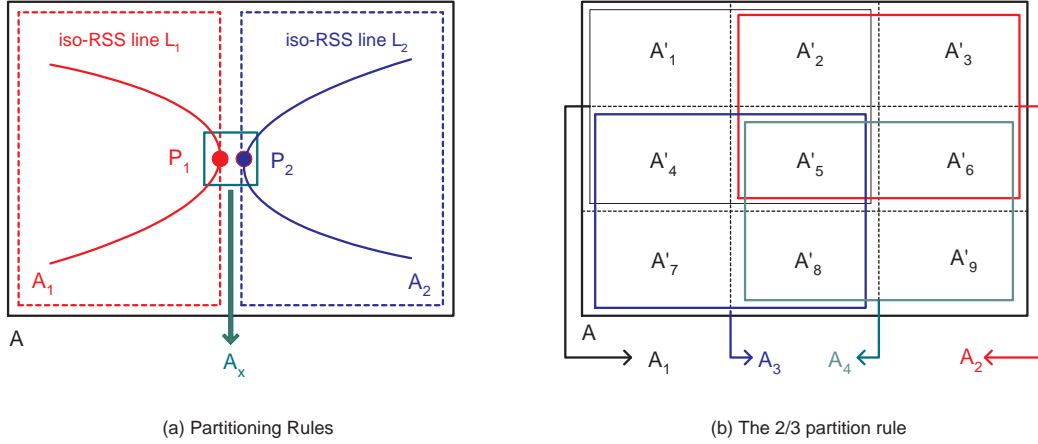 iso-RSS line L1
iso-RSS line L2
P1
P2
A1
A2
A
Ax
(a) Partitioning Rules
A'1
A'2
A'3
A'4
A'5
A'6
A'7
A'8
A'9
A
A1
A3
A4
A2
(b) The 2/3 partition rule